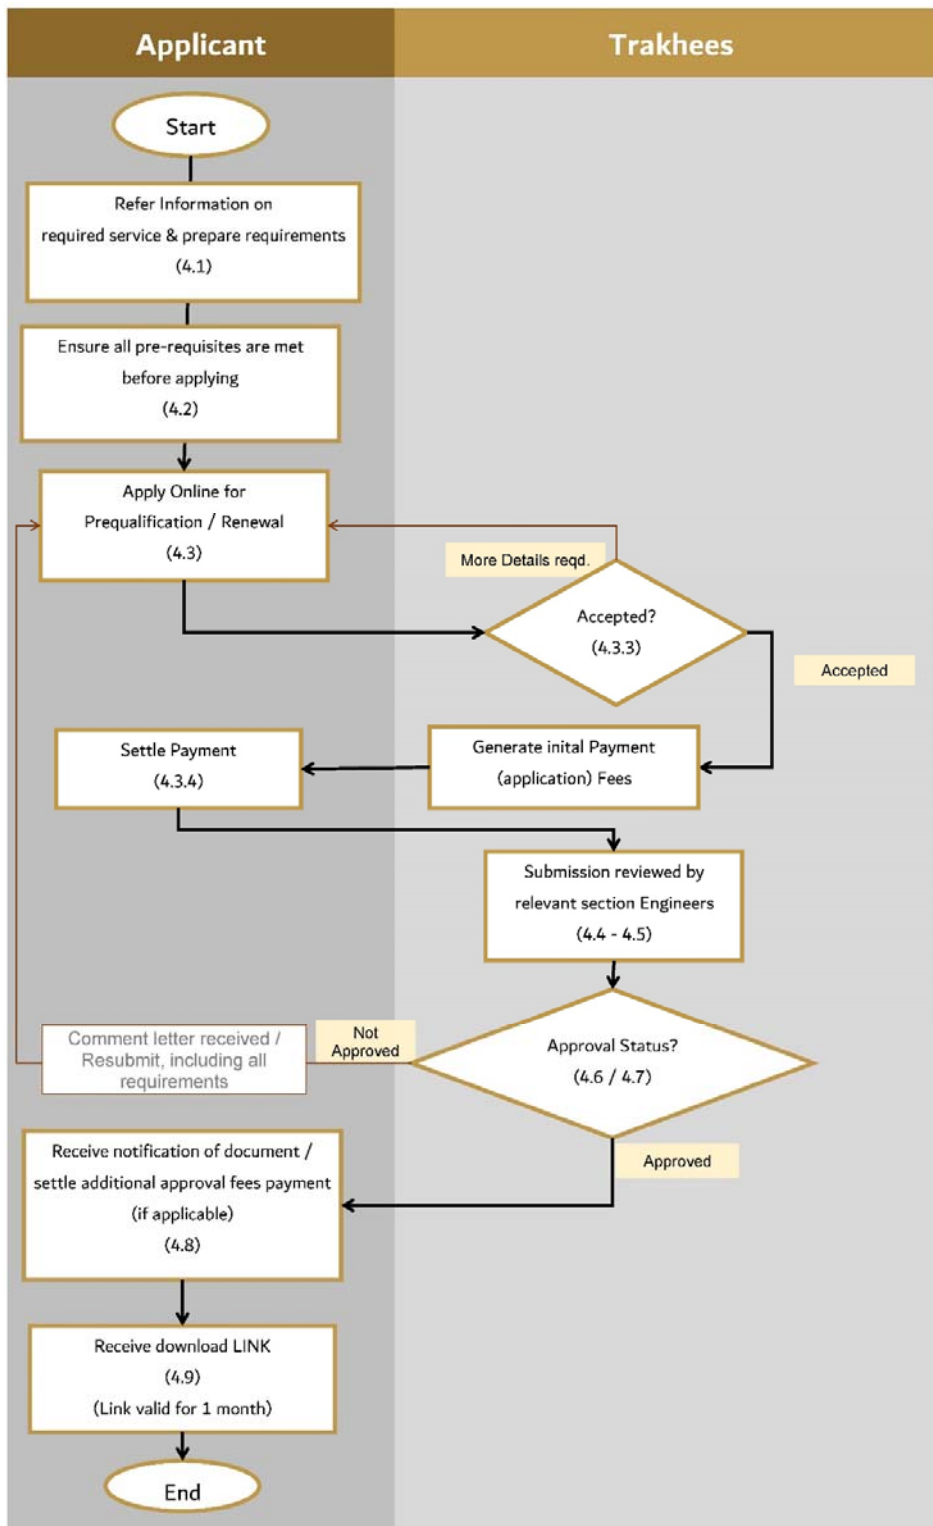 Applicant
Trakhees
Start
Refer Information on
required service & prepare requirements
(4.1)
Ensure all pre-requisites are met
before applying
(4.2)
Apply Online for
Prequalification / Renewal
(4.3)
More Details reqd.
Accepted?
(4.3.3)
Accepted
Generate inital Payment
(application) Fees
Settle Payment
(4.3.4)
Submission reviewed by
relevant section Engineers
(4.4 - 4.5)
Approval Status?
(4.6 / 4.7)
Not
Approved
Comment letter received /
Resubmit, including all
requirements
Approved
Receive notification of document /
settle additional approval fees payment
(if applicable)
(4.8)
Receive download LINK
(4.9)
(Link valid for 1 month)
End